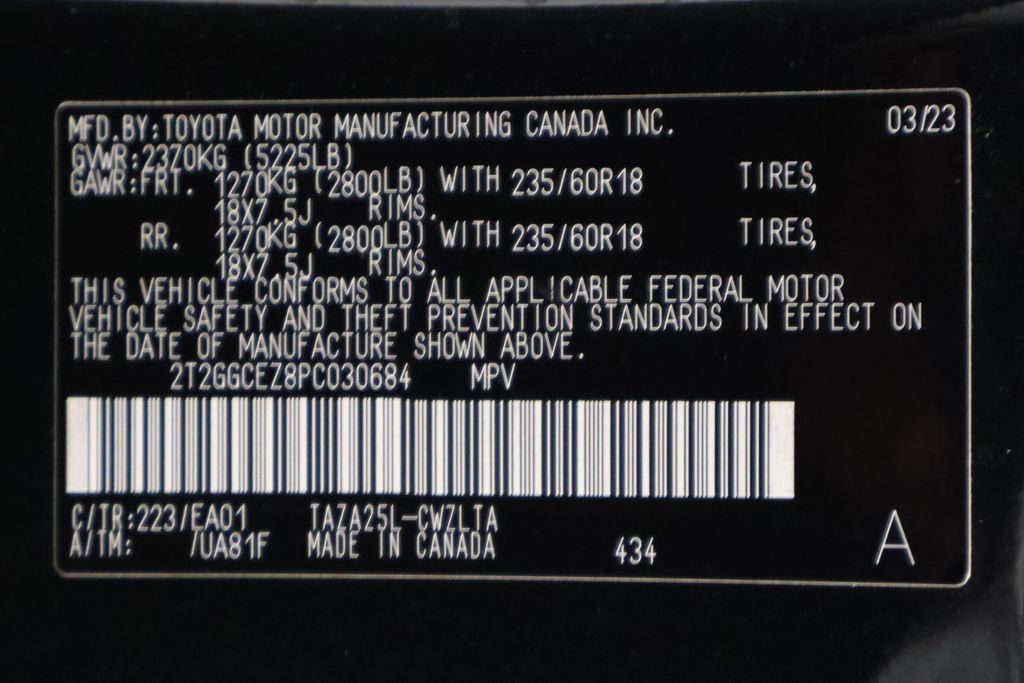 MFD.BY:TOYOTA MOTOR MANUFACTURING CANADA INC. 03/23
GVWR:2370KG (5225LB)
GAWR:FRT. 1270KG (2800LB) WITH 235/60R18 TIRES,
18X7.5J RIMS.
RR. 1270KG (2800LB) WITH 235/60R18 TIRES,
18X7.5J RIMS.
THIS VEHICLE CONFORMS TO ALL APPLICABLE FEDERAL MOTOR
VEHICLE SAFETY AND THEFT PREVENTION STANDARDS IN EFFECT ON
THE DATE OF MANUFACTURE SHOWN ABOVE.
2T2GGCEZ8PC030684 MPV
C/TR:223/EA01 TAZA25L-CWZLTA
A/TM: /UA81F MADE IN CANADA 434 A